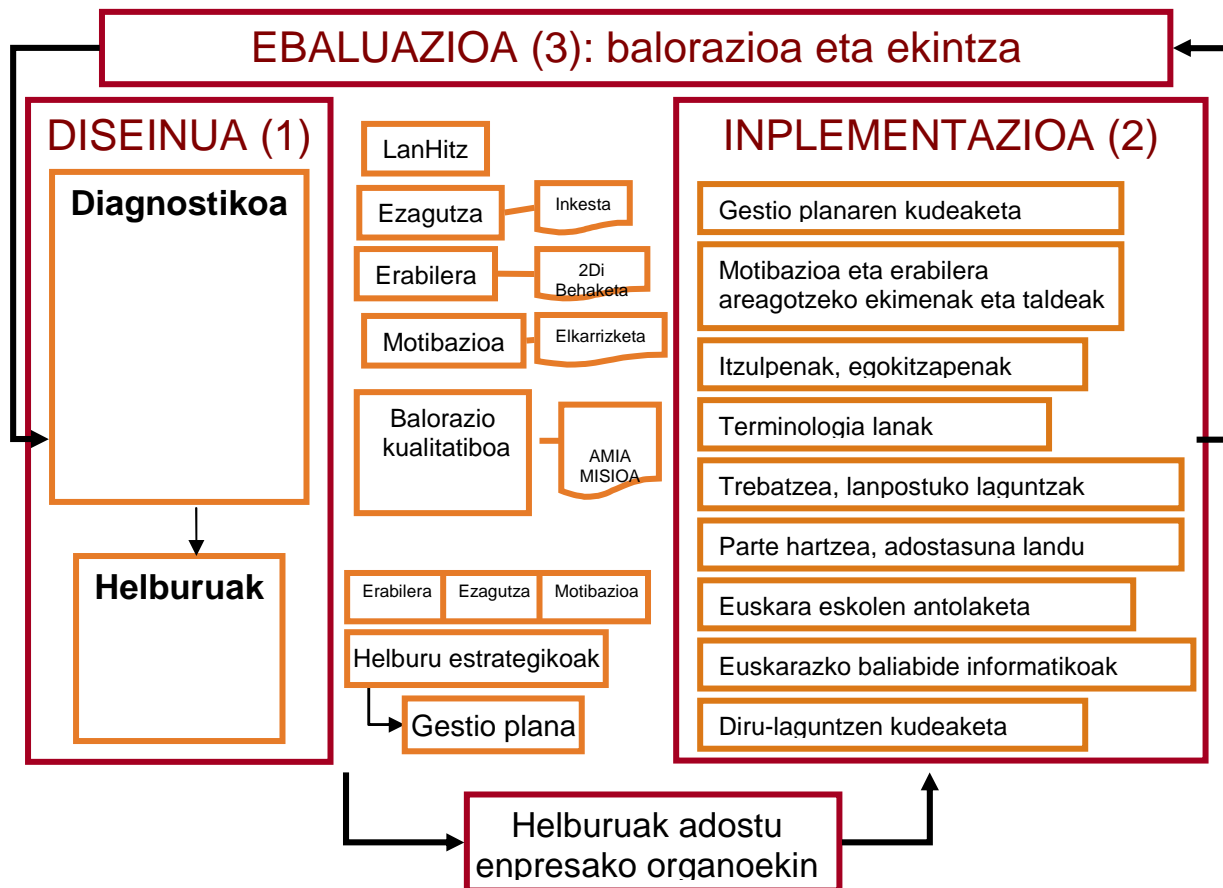 EBALUAZIOA (3): balorazioa eta ekintza
DISEINUA (1)
Diagnostikoa
Helburuak
LanHitz
Ezagutza
Inkesta
Erabilera
2Di
Behaketa
Motibazioa
Elkarrizketa
Balorazio
kualitatiboa
AMIA
MISIOA
Erabilera
Ezagutza
Motibazioa
Helburu estrategikoak
Gestio plana
INPLEMENTAZIOA (2)
Gestio planaren kudeaketa
Motibazioa eta erabilera
areagotzeko ekimenak eta taldeak
Itzulpenak, egokitzapenak
Terminologia lanak
Trebatzea, lanpostuko laguntzak
Parte hartzea, adostasuna landu
Euskara eskolen antolaketa
Euskarazko baliabide informatikoak
Diru-laguntzen kudeaketa
Helburuak adostu
enpresako organoekin